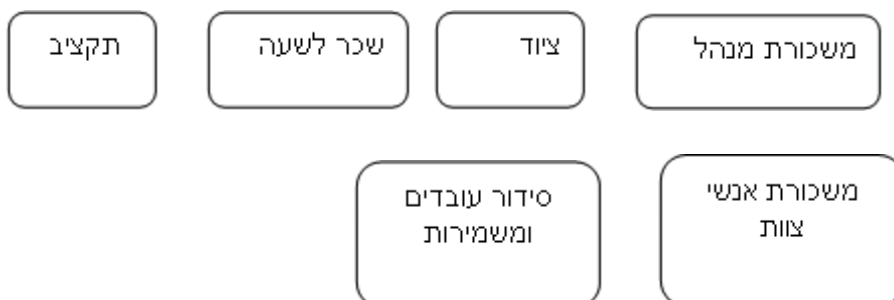 משכורת מנהל
ציוד
שכר לשעה
תקציב
משכורת אנשי
צוות
סידור עובדים
ומשמירות